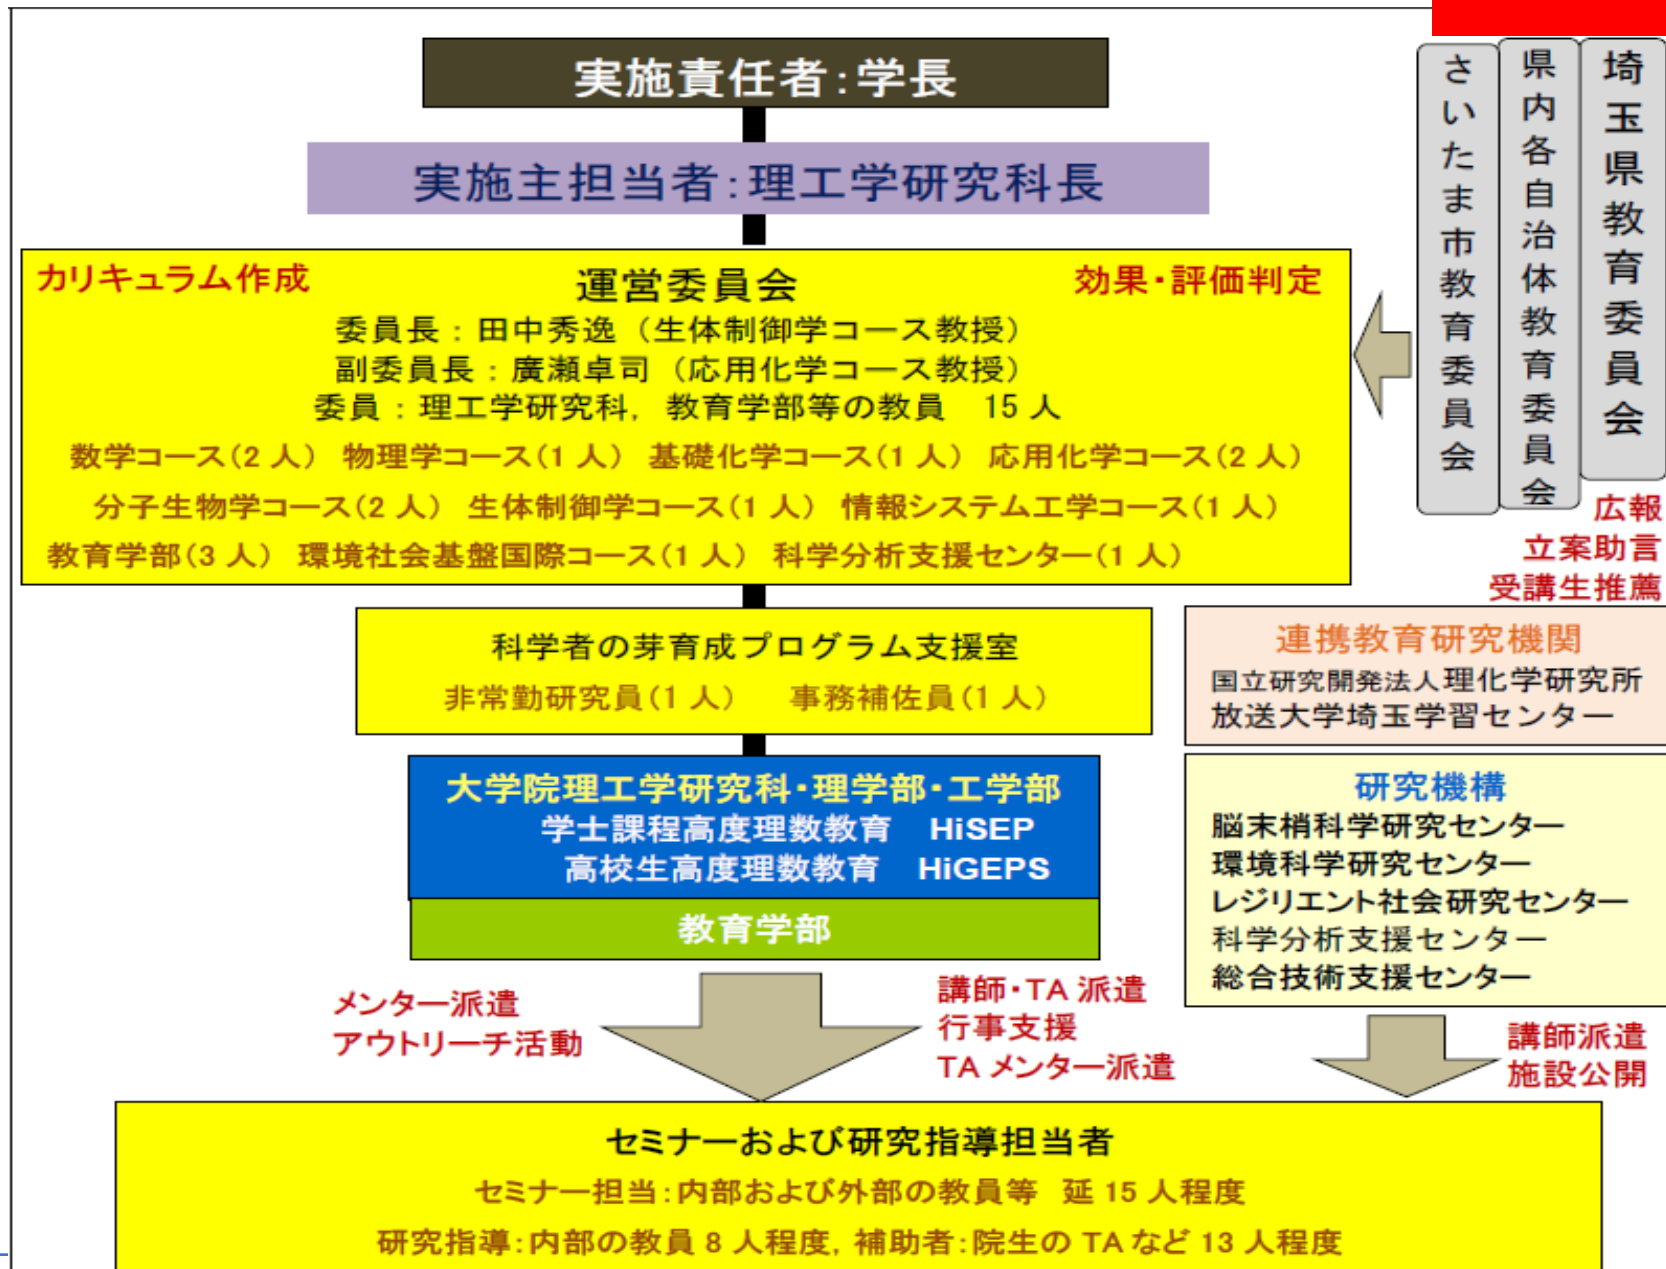 実施責任者：学長
実施主担当者：理工学研究科長
カリキュラム作成
運営委員会
効果・評価判定
委員長：田中秀逸（生体制御学コース教授）
副委員長：廣瀬卓司（応用化学コース教授）
委員：理工学研究科，教育学部等の教員　15人
数学コース（2人）　物理学コース（1人）　基礎化学コース（1人）　応用化学コース（2人）
分子生物学コース（2人）　生体制御学コース（1人）　情報システム工学コース（1人）
教育学部（3人）　環境社会基盤国際コース（1人）　科学分析支援センター（1人）
埼玉県教育委員会
県内各自治体教育委員会
さいたま市教育委員会
広報
立案助言
受講生推薦
科学者の芽育成プログラム支援室
非常勤研究員（1人）　事務補佐員（1人）
大学院理工学研究科・理学部・工学部
学士課程高度理数教育　HiSEP
高校生高度理数教育　HiGEPS
教育学部
連携教育研究機関
国立研究開発法人理化学研究所
放送大学埼玉学習センター
研究機構
脳末梢科学研究センター
環境科学研究センター
レジリエント社会研究センター
科学分析支援センター
総合技術支援センター
メンター派遣
アウトリーチ活動
講師・TA派遣
行事支援
TAメンター派遣
講師派遣
施設公開
セミナーおよび研究指導担当者
セミナー担当：内部および外部の教員等　延15人程度
研究指導：内部の教員8人程度，補助者：院生のTAなど13人程度